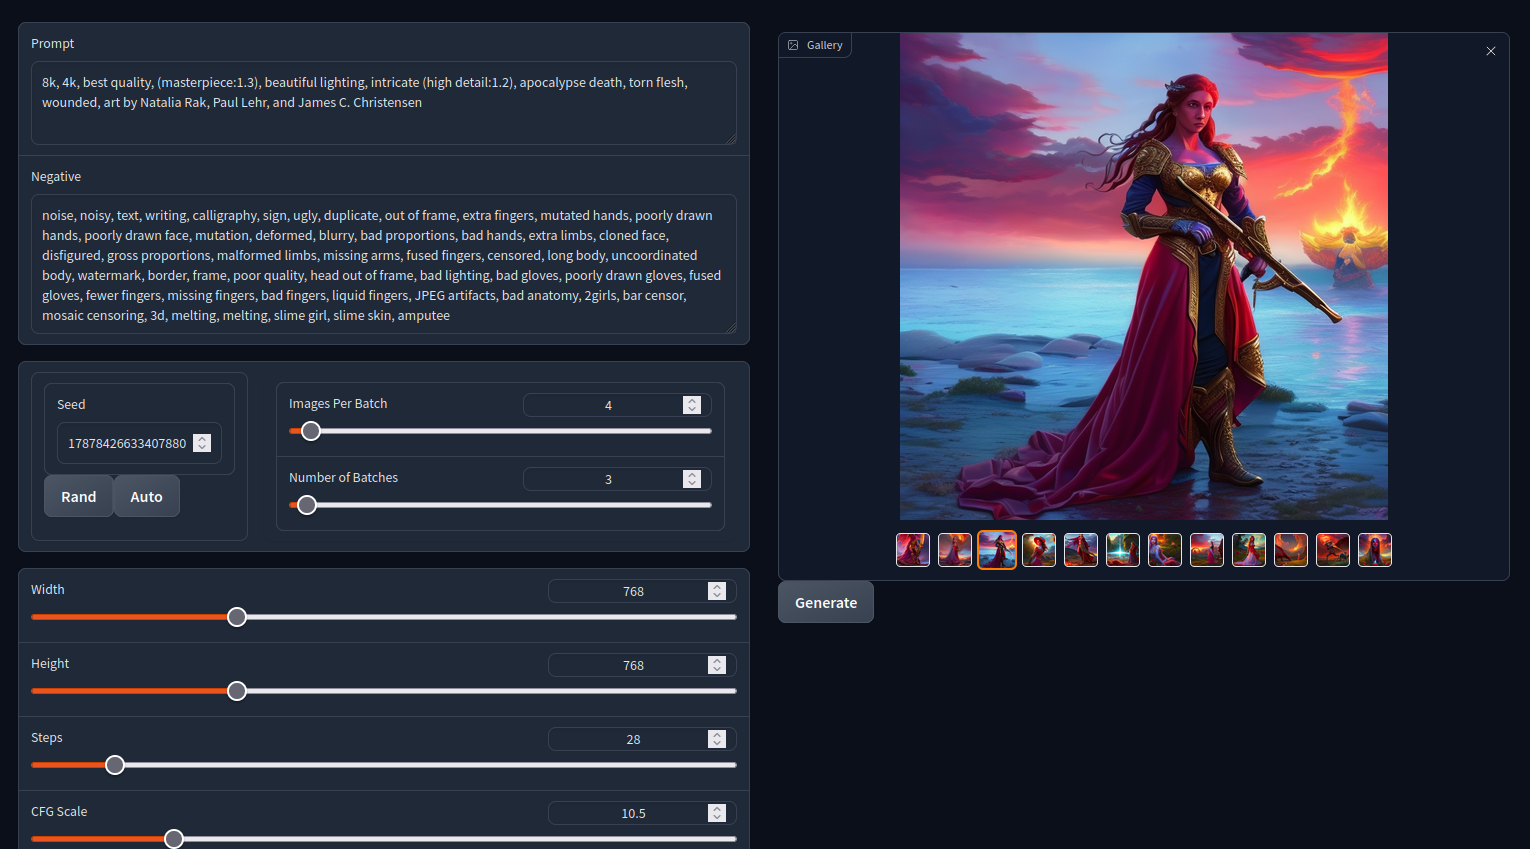 Prompt
8k, 4k, best quality, (masterpiece:1.3), beautiful lighting, intricate (high detail:1.2), apocalypse death, torn flesh,
wounded, art by Natalia Rak, Paul Lehr, and James C. Christensen
Negative
noise, noisy, text, writing, calligraphy, sign, ugly, duplicate, out of frame, extra fingers, mutated hands, poorly drawn
hands, poorly drawn face, mutation, deformed, blurry, bad proportions, bad hands, extra limbs, cloned face,
disfigured, gross proportions, malformed limbs, missing arms, fused fingers, censored, long body, uncoordinated
body, watermark, border, frame, poor quality, head out of frame, bad lighting, bad gloves, poorly drawn gloves, fused
gloves, fewer fingers, missing fingers, bad fingers, liquid fingers, JPEG artifacts, bad anatomy, 2girls, bar censor,
mosaic censoring, 3d, melting, melting, slime girl, slime skin, amputee
Seed
17878426633407880
Rand
Auto
Images Per Batch
4
Number of Batches
3
Width
768
Height
768
Steps
28
CFG Scale
10.5
Gallery
Generate